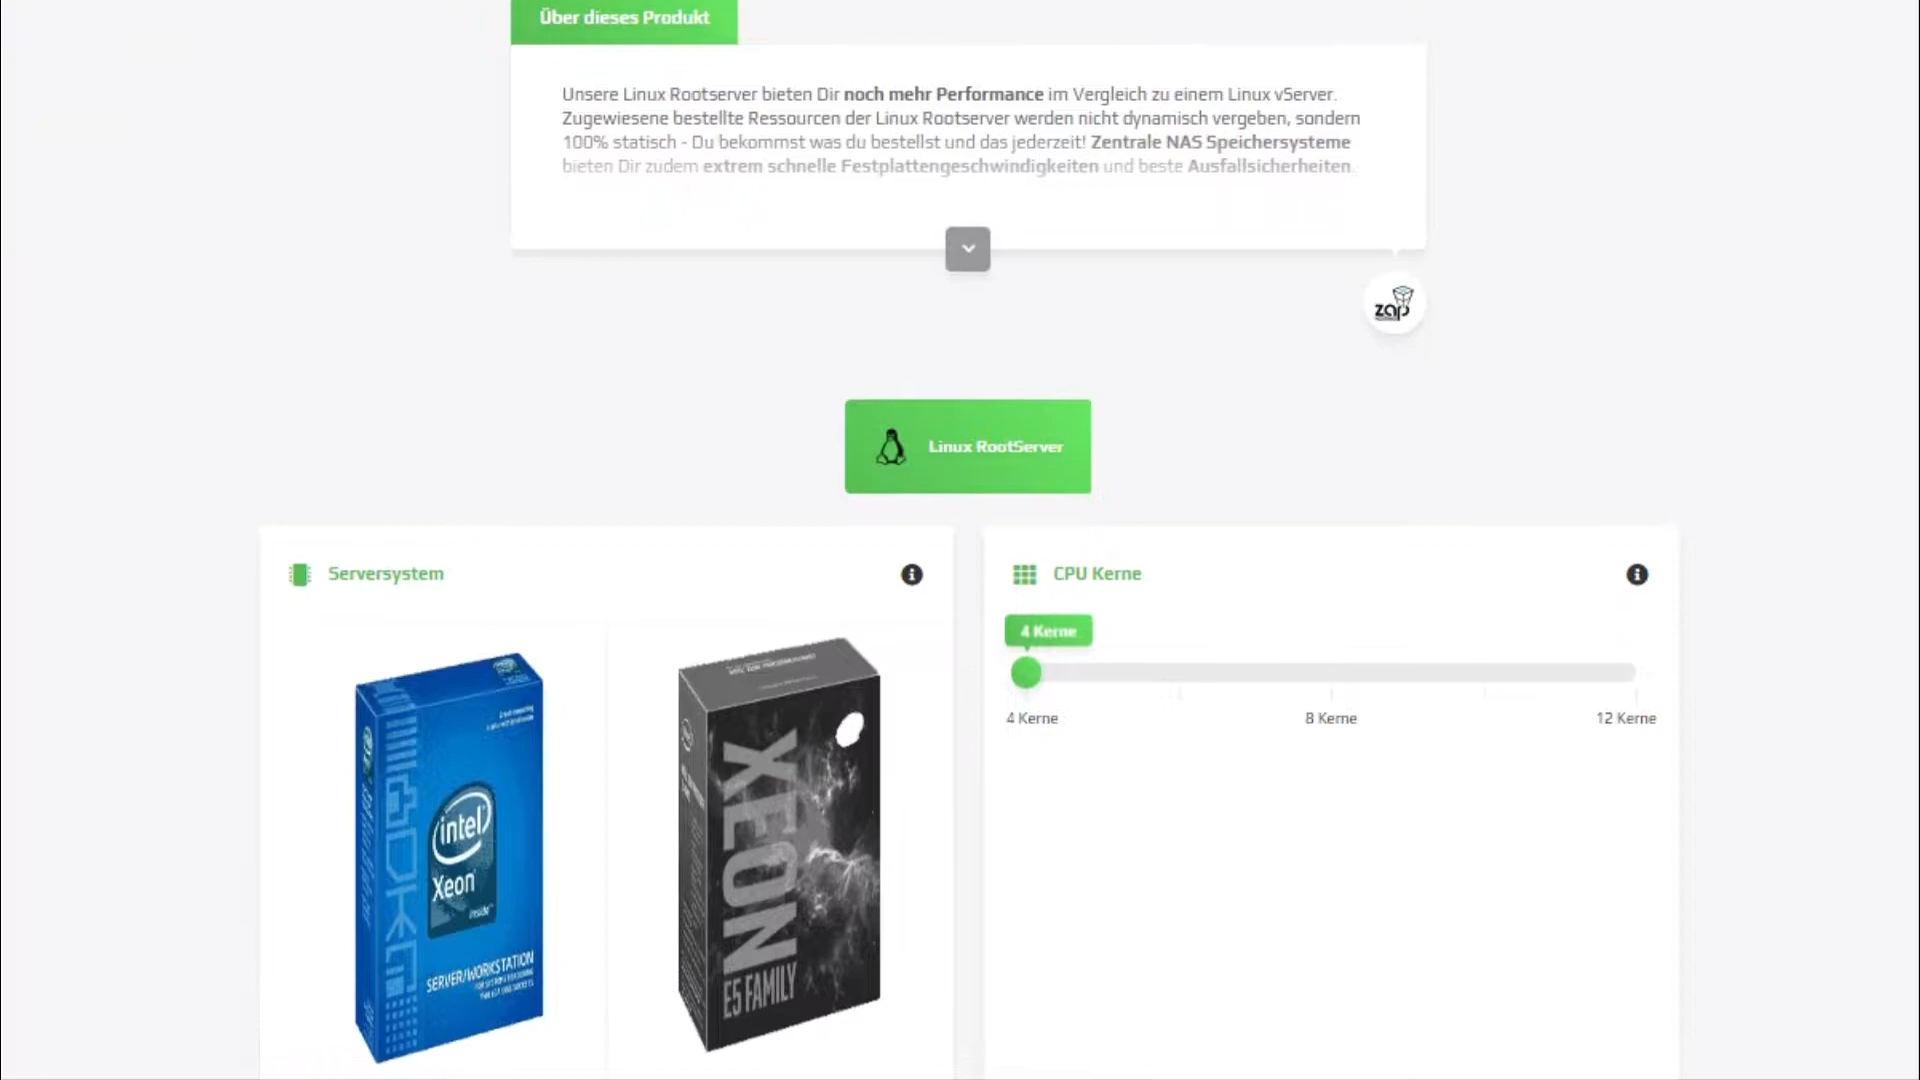 Über dieses Produkt
Unsere Linux Rootserver bieten Dir noch mehr Performance im Vergleich zu einem Linux vServer.
Zugewiesene bestellte Ressourcen der Linux Rootserver werden nicht dynamisch vergeben, sondern
100% statisch - Du bekommst was du bestellst und das jederzeit! Zentrale NAS Speichersysteme
bieten Dir zudem extrem schnelle Festplattengeschwindigkeiten und beste Ausfallsicherheiten.
zap
Linux RootServer
Serversystem
intel
Xeon
inside
SERVER/WORKSTATION
XEON
E5 FAMILY
CPU Kerne
4 Kerne
4 Kerne
8 Kerne
12 Kerne